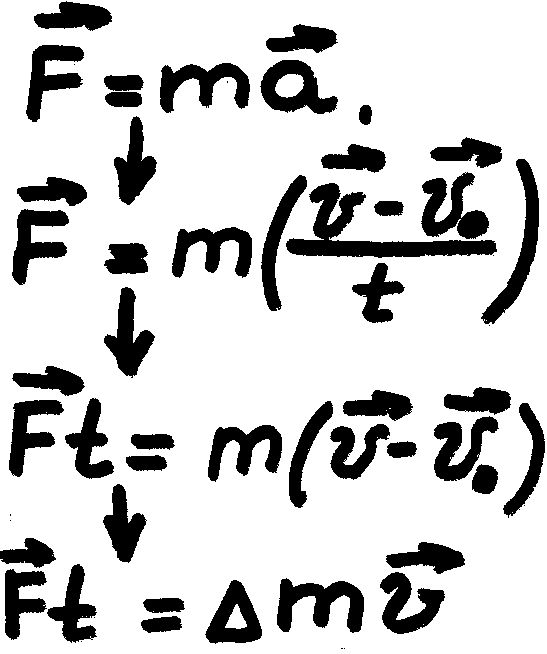 F⃗ = ma⃗.
↓
F⃗ = m((v⃗ - v⃗₀)/t)
↓
F⃗t = m(v⃗ - v⃗₀)
↓
F⃗t = Δmv⃗